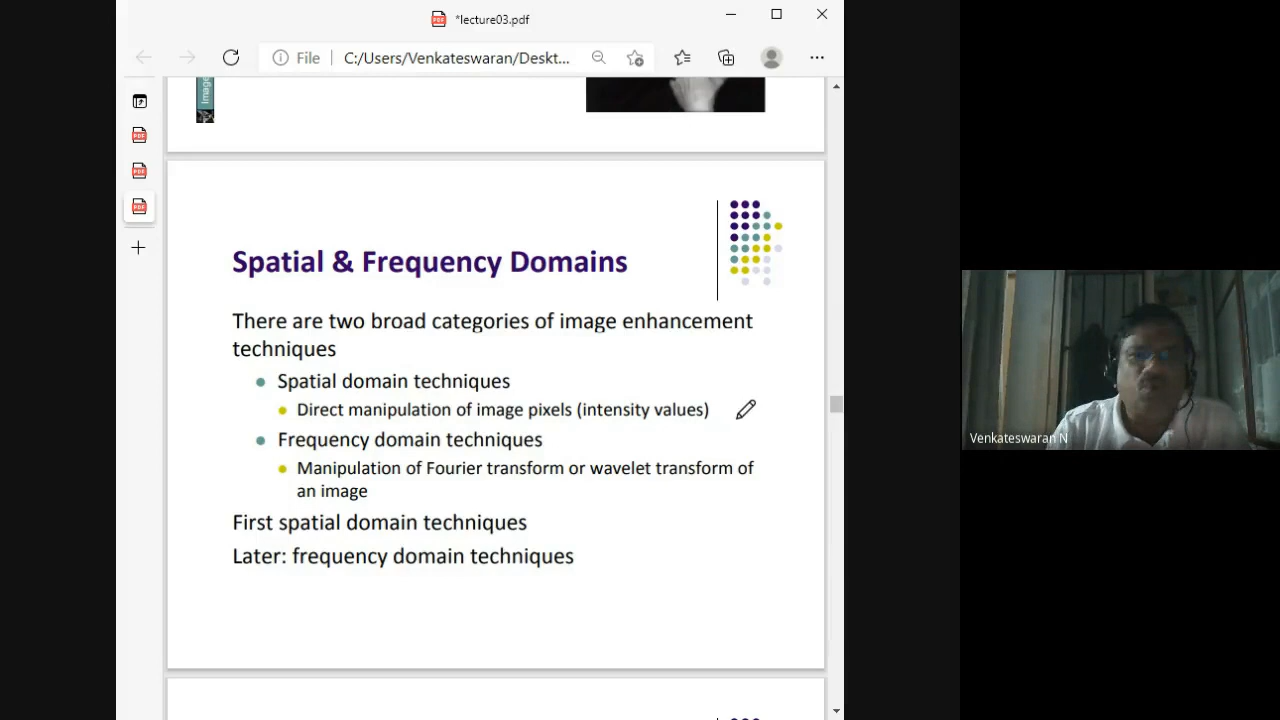 *lecture03.pdf
File
C:/Users/Venkateswaran/Deskt...
Image
Spatial & Frequency Domains
There are two broad categories of image enhancement
techniques
Spatial domain techniques
Direct manipulation of image pixels (intensity values)
Frequency domain techniques
Manipulation of Fourier transform or wavelet transform of
an image
First spatial domain techniques
Later: frequency domain techniques
Venkateswaran N